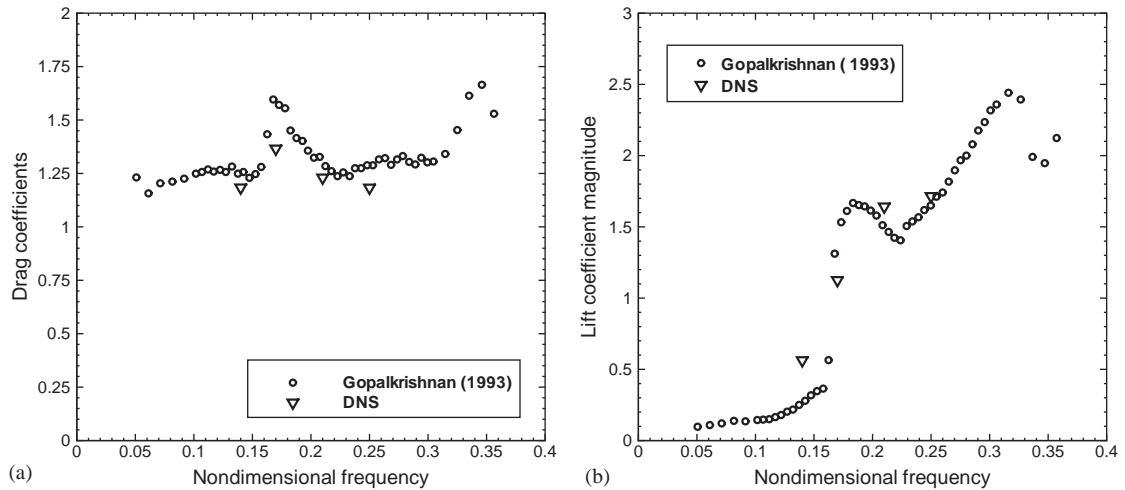 2
1.75
1.5
1.25
1
0.75
0.5
0.25
0
Drag coefficients
Gopalkrishnan (1993)
DNS
0 0.05 0.1 0.15 0.2 0.25 0.3 0.35 0.4
Nondimensional frequency
(a)
3
2.5
2
1.5
1
0.5
0
Lift coefficient magnitude
Gopalkrishnan ( 1993)
DNS
0 0.05 0.1 0.15 0.2 0.25 0.3 0.35 0.4
Nondimensional frequency
(b)